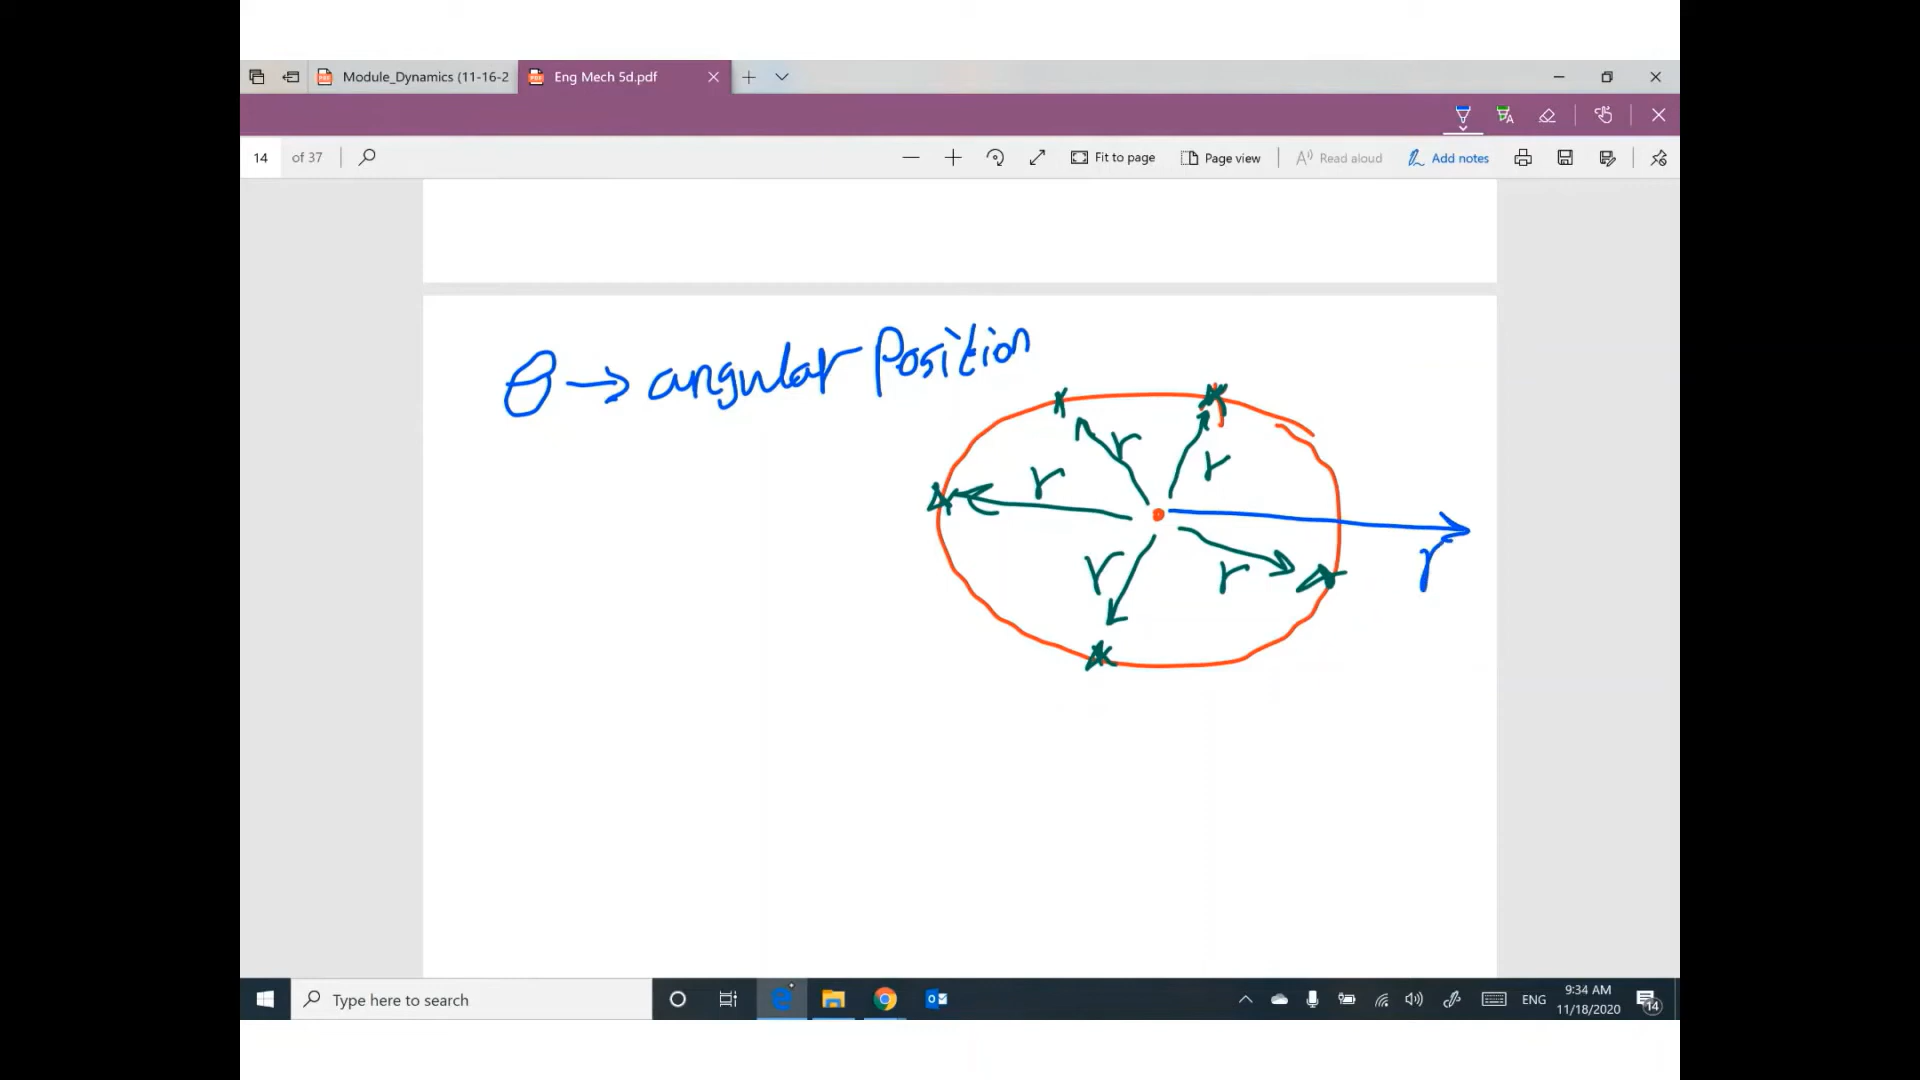 Module_Dynamics (11-16-2
Eng Mech 5d.pdf
14 of 37
Fit to page
Page view
Read aloud
Add notes
θ → angular Position
r
r
r
r
r
r
Type here to search
ENG
9:34 AM
11/18/2020
14